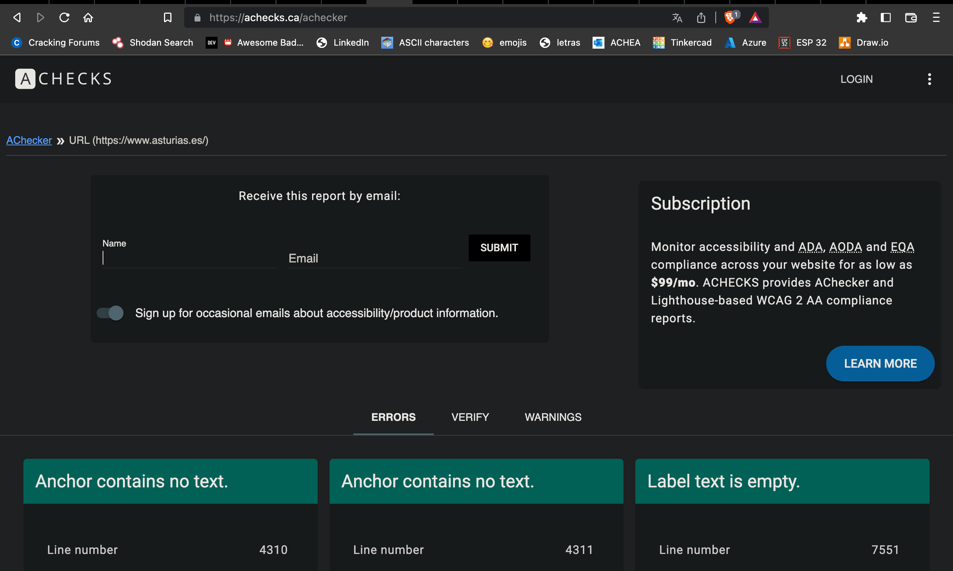 https://achecks.ca/achecker
1
Cracking Forums
Shodan Search
DEV
Awesome Bad...
LinkedIn
ASCII characters
emojis
letras
ACHEA
Tinkercad
Azure
ESP 32
Draw.io
ACHECKS
LOGIN
AChecker » URL (https://www.asturias.es/)
Receive this report by email:
Name
Email
SUBMIT
Sign up for occasional emails about accessibility/product information.
Subscription
Monitor accessibility and ADA, AODA and EQA
compliance across your website for as low as
$99/mo. ACHECKS provides AChecker and
Lighthouse-based WCAG 2 AA compliance
reports.
LEARN MORE
ERRORS
VERIFY
WARNINGS
Anchor contains no text.
Line number 4310
Anchor contains no text.
Line number 4311
Label text is empty.
Line number 7551